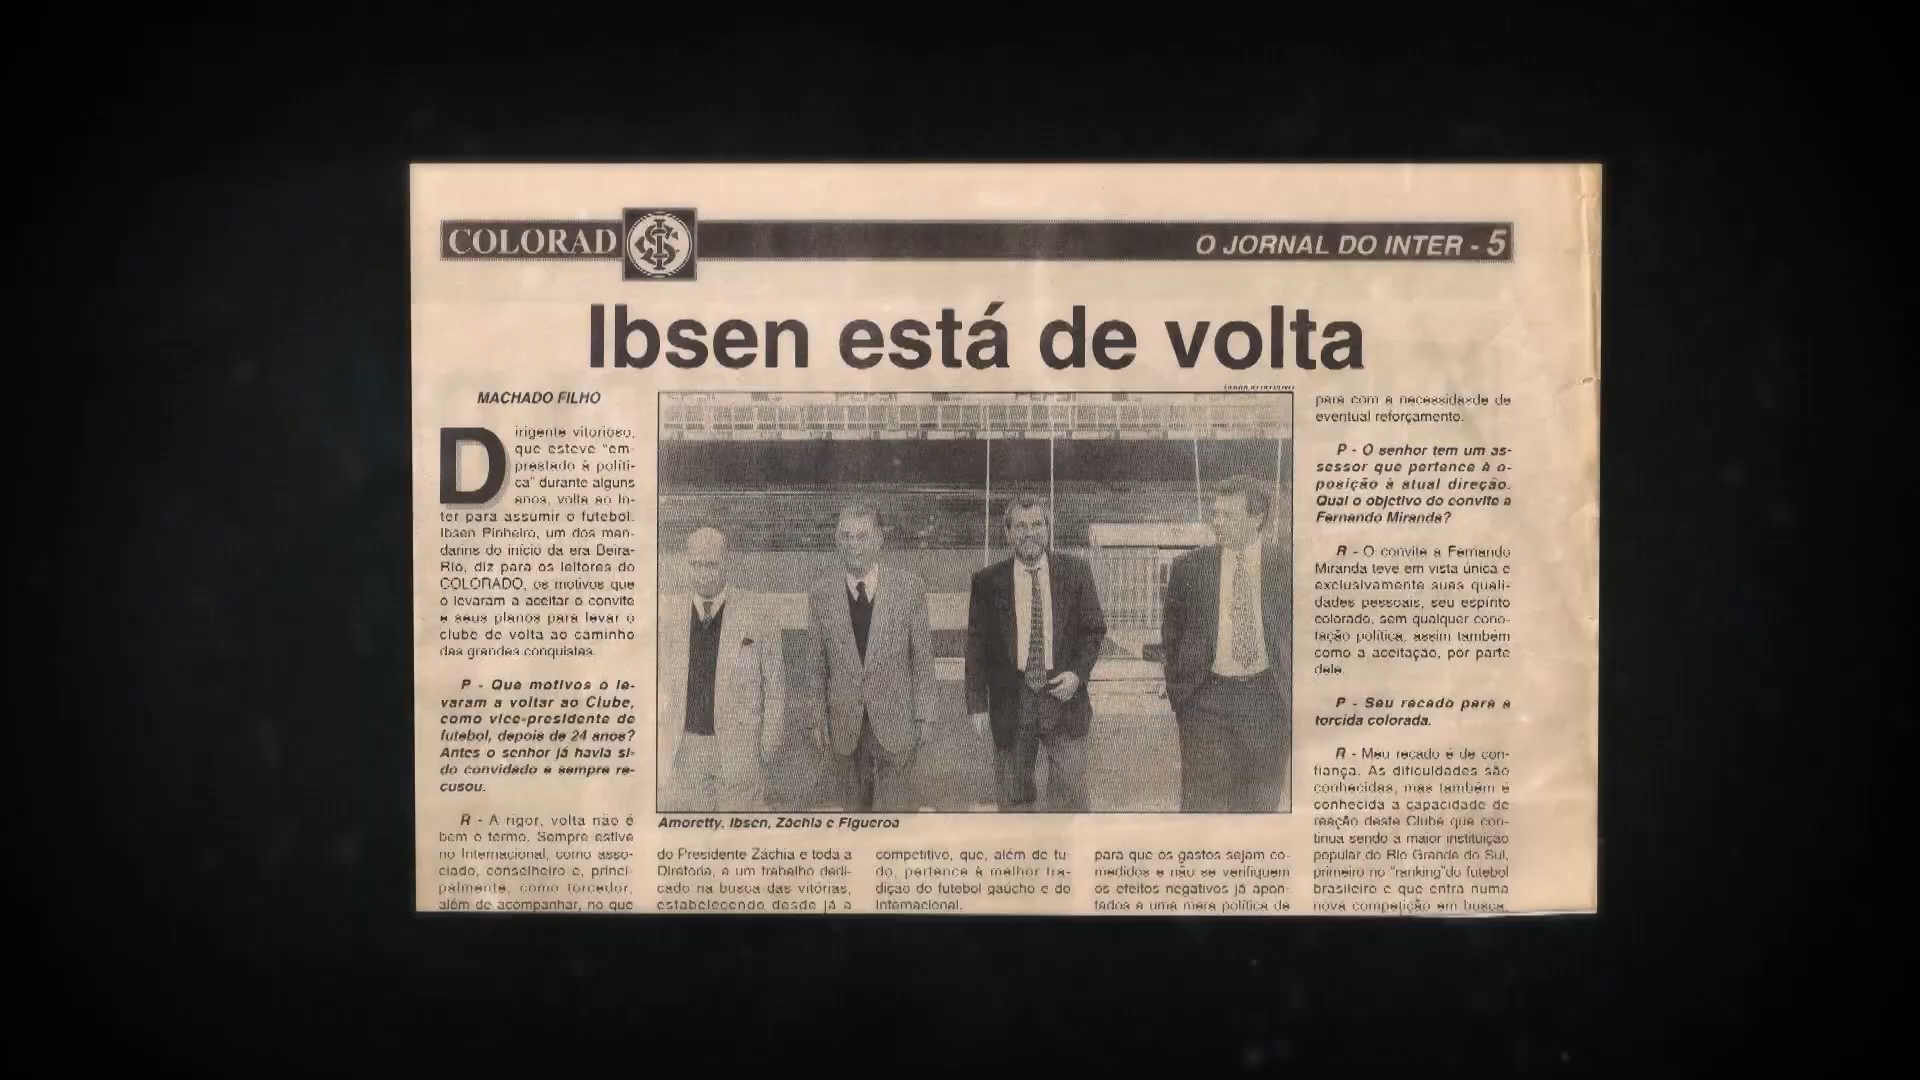 COLORAD
O JORNAL DO INTER - 5
Ibsen está de volta
MACHADO FILHO
Dirigente vitorioso,
que esteve "em-
prestado à políti-
ca" durante alguns
anos, volta ao In-
ter para assumir o futebol.
Ibsen Pinheiro, um dos man-
darins do início da era Beira-
Rio, diz para os leitores do
COLORADO, os motivos que
o levaram a aceitar o convite
e seus planos para levar o
clube de volta ao caminho
das grandes conquistas.
P - Que motivos o le-
varam a voltar ao Clube,
como vice-presidente de
futebol, depois de 24 anos?
Antes o senhor já havia si-
do convidado e sempre re-
cusou.
R - A rigor, volta não é
bem o termo. Sempre estive
no Internacional, como asso-
ciado, conselheiro e, princi-
palmente, como torcedor,
além de acompanhar, no que
Amoretty, Ibsen, Záchia e Figueroa
do Presidente Záchia e toda a
Diretoria, e um trabalho dedi-
cado na busca das vitórias,
estabelecendo desde já a
competitivo, que, além de tu-
do, pertence à melhor tra-
dição do futebol gaúcho e do
Internacional.
para que os gastos sejam co-
medidos e não se verifiquem
os efeitos negativos já apon-
tados a uma mera política de
para com a necessidasde de
eventual reforçamento.
P - O senhor tem um as-
sessor que pertence à o-
posição à atual direção.
Qual o objetivo do convite a
Fernando Miranda?
R - O convite a Fernando
Miranda teve em vista única e
exclusivamente suas quali-
dades pessoais, seu espírito
colorado, sem qualquer cono-
tação política, assim também
como a aceitação, por parte
dele.
P - Seu recado para a
torcida colorada.
R - Meu recado é de con-
fiança. As dificuldades são
conhecidas, mas também é
conhecida a capacidade de
reação deste Clube que con-
tinua sendo a maior instituição
popular do Rio Grande do Sul,
primeiro no "ranking"do futebol
brasileiro e que entra numa
nova competição em busca,